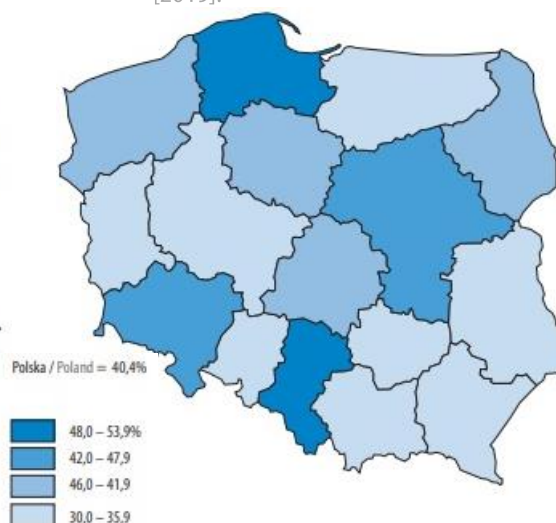 [2019].
Polska / Poland = 40,4%
48,0 – 53,9%
42,0 – 47,9
46,0 – 41,9
30,0 – 35,9